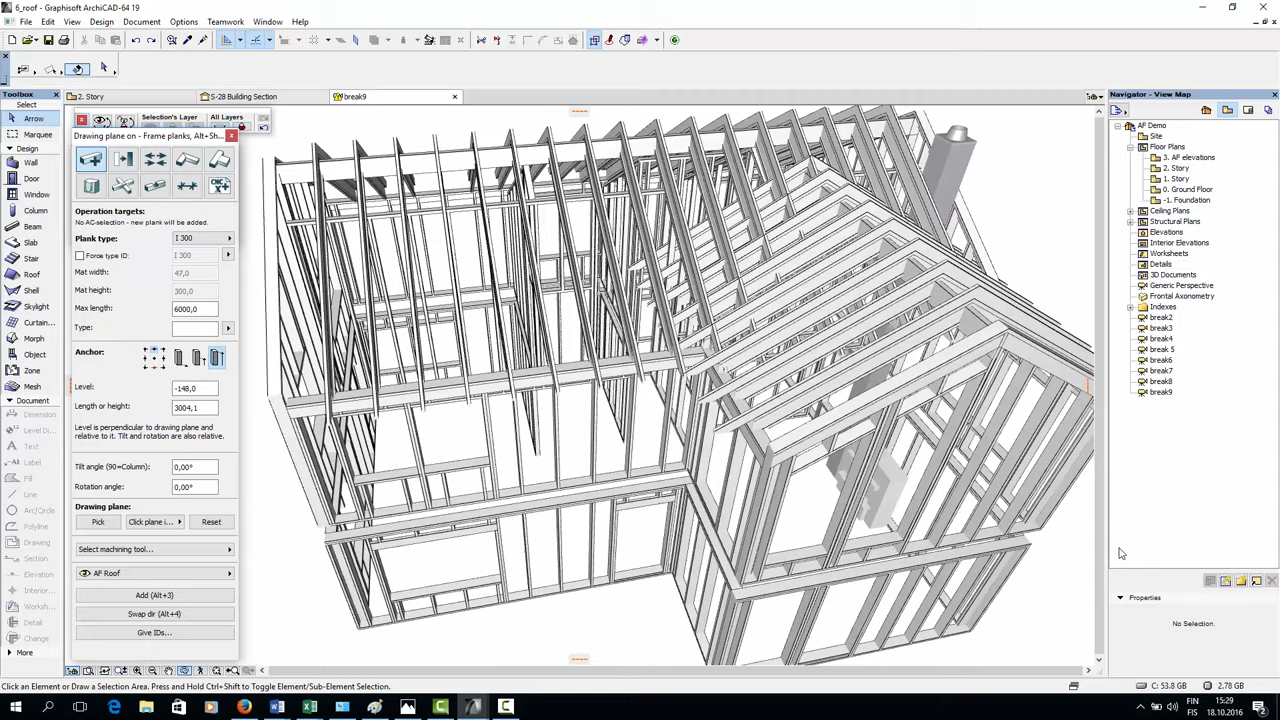 6_roof - Graphisoft ArchiCAD-64 19
File Edit View Design Document Options Teamwork Window Help
2. Story
S-28 Building Section
break9
Toolbox
Select
Arrow
Marquee
Design
Wall
Door
Window
Column
Beam
Slab
Stair
Roof
Shell
Skylight
Curtain...
Morph
Object
Zone
Mesh
Document
Dimension
Level Di...
Text
Label
Fill
Line
Arc/Circle
Polyline
Drawing
Section
Elevation
Interior...
Worksh...
Detail
Change
More
Selection's Layer
All Layers
Drawing plane on - Frame planks, Alt+Sh...
CNC
Operation targets:
No AC-selection - new plank will be added.
Plank type: I 300
Force type ID: I 300
Mat width: 47,0
Mat height: 300,0
Max length: 6000,0
Type:
Anchor:
Level: -148,0
Length or height: 3004,1
Level is perpendicular to drawing plane and
relative to it. Tilt and rotation are also relative.
Tilt angle (90=Column): 0,00°
Rotation angle: 0,00°
Drawing plane:
Pick Click plane i... Reset
Select machining tool...
AF Roof
Add (Alt+3)
Swap dir (Alt+4)
Give IDs...
Navigator - View Map
AF Demo
Site
Floor Plans
3. AF elevations
2. Story
1. Story
0. Ground Floor
-1. Foundation
Ceiling Plans
Structural Plans
Elevations
Interior Elevations
Worksheets
Details
3D Documents
Generic Perspective
Frontal Axonometry
Indexes
break2
break3
break4
break 5
break6
break7
break8
break9
Properties
No Selection.
Click an Element or Draw a Selection Area. Press and Hold Ctrl+Shift to Toggle Element/Sub-Element Selection.
C: 53.8 GB
2.78 GB
FIN
FIS
15:29
18.10.2016